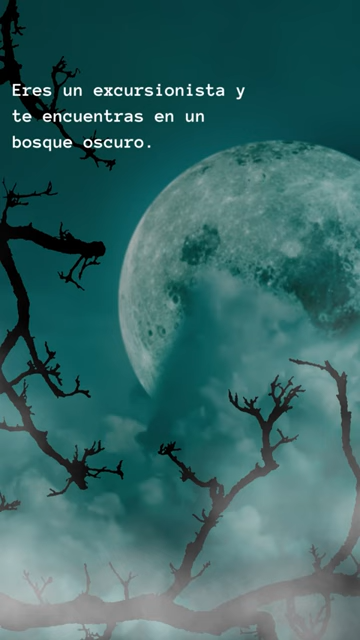 Eres un excursionista y
te encuentras en un
bosque oscuro.